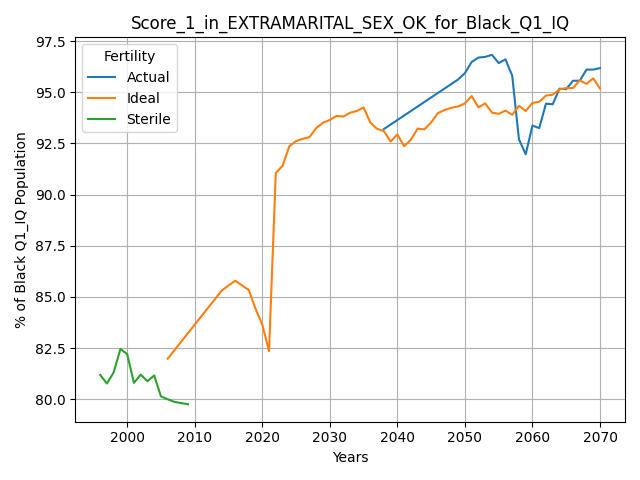 Score_1_in_EXTRAMARITAL_SEX_OK_for_Black_Q1_IQ
Fertility
Actual
Ideal
Sterile
% of Black Q1_IQ Population
97.5
95.0
92.5
90.0
87.5
85.0
82.5
80.0
2000
2010
2020
2030
2040
2050
2060
2070
Years